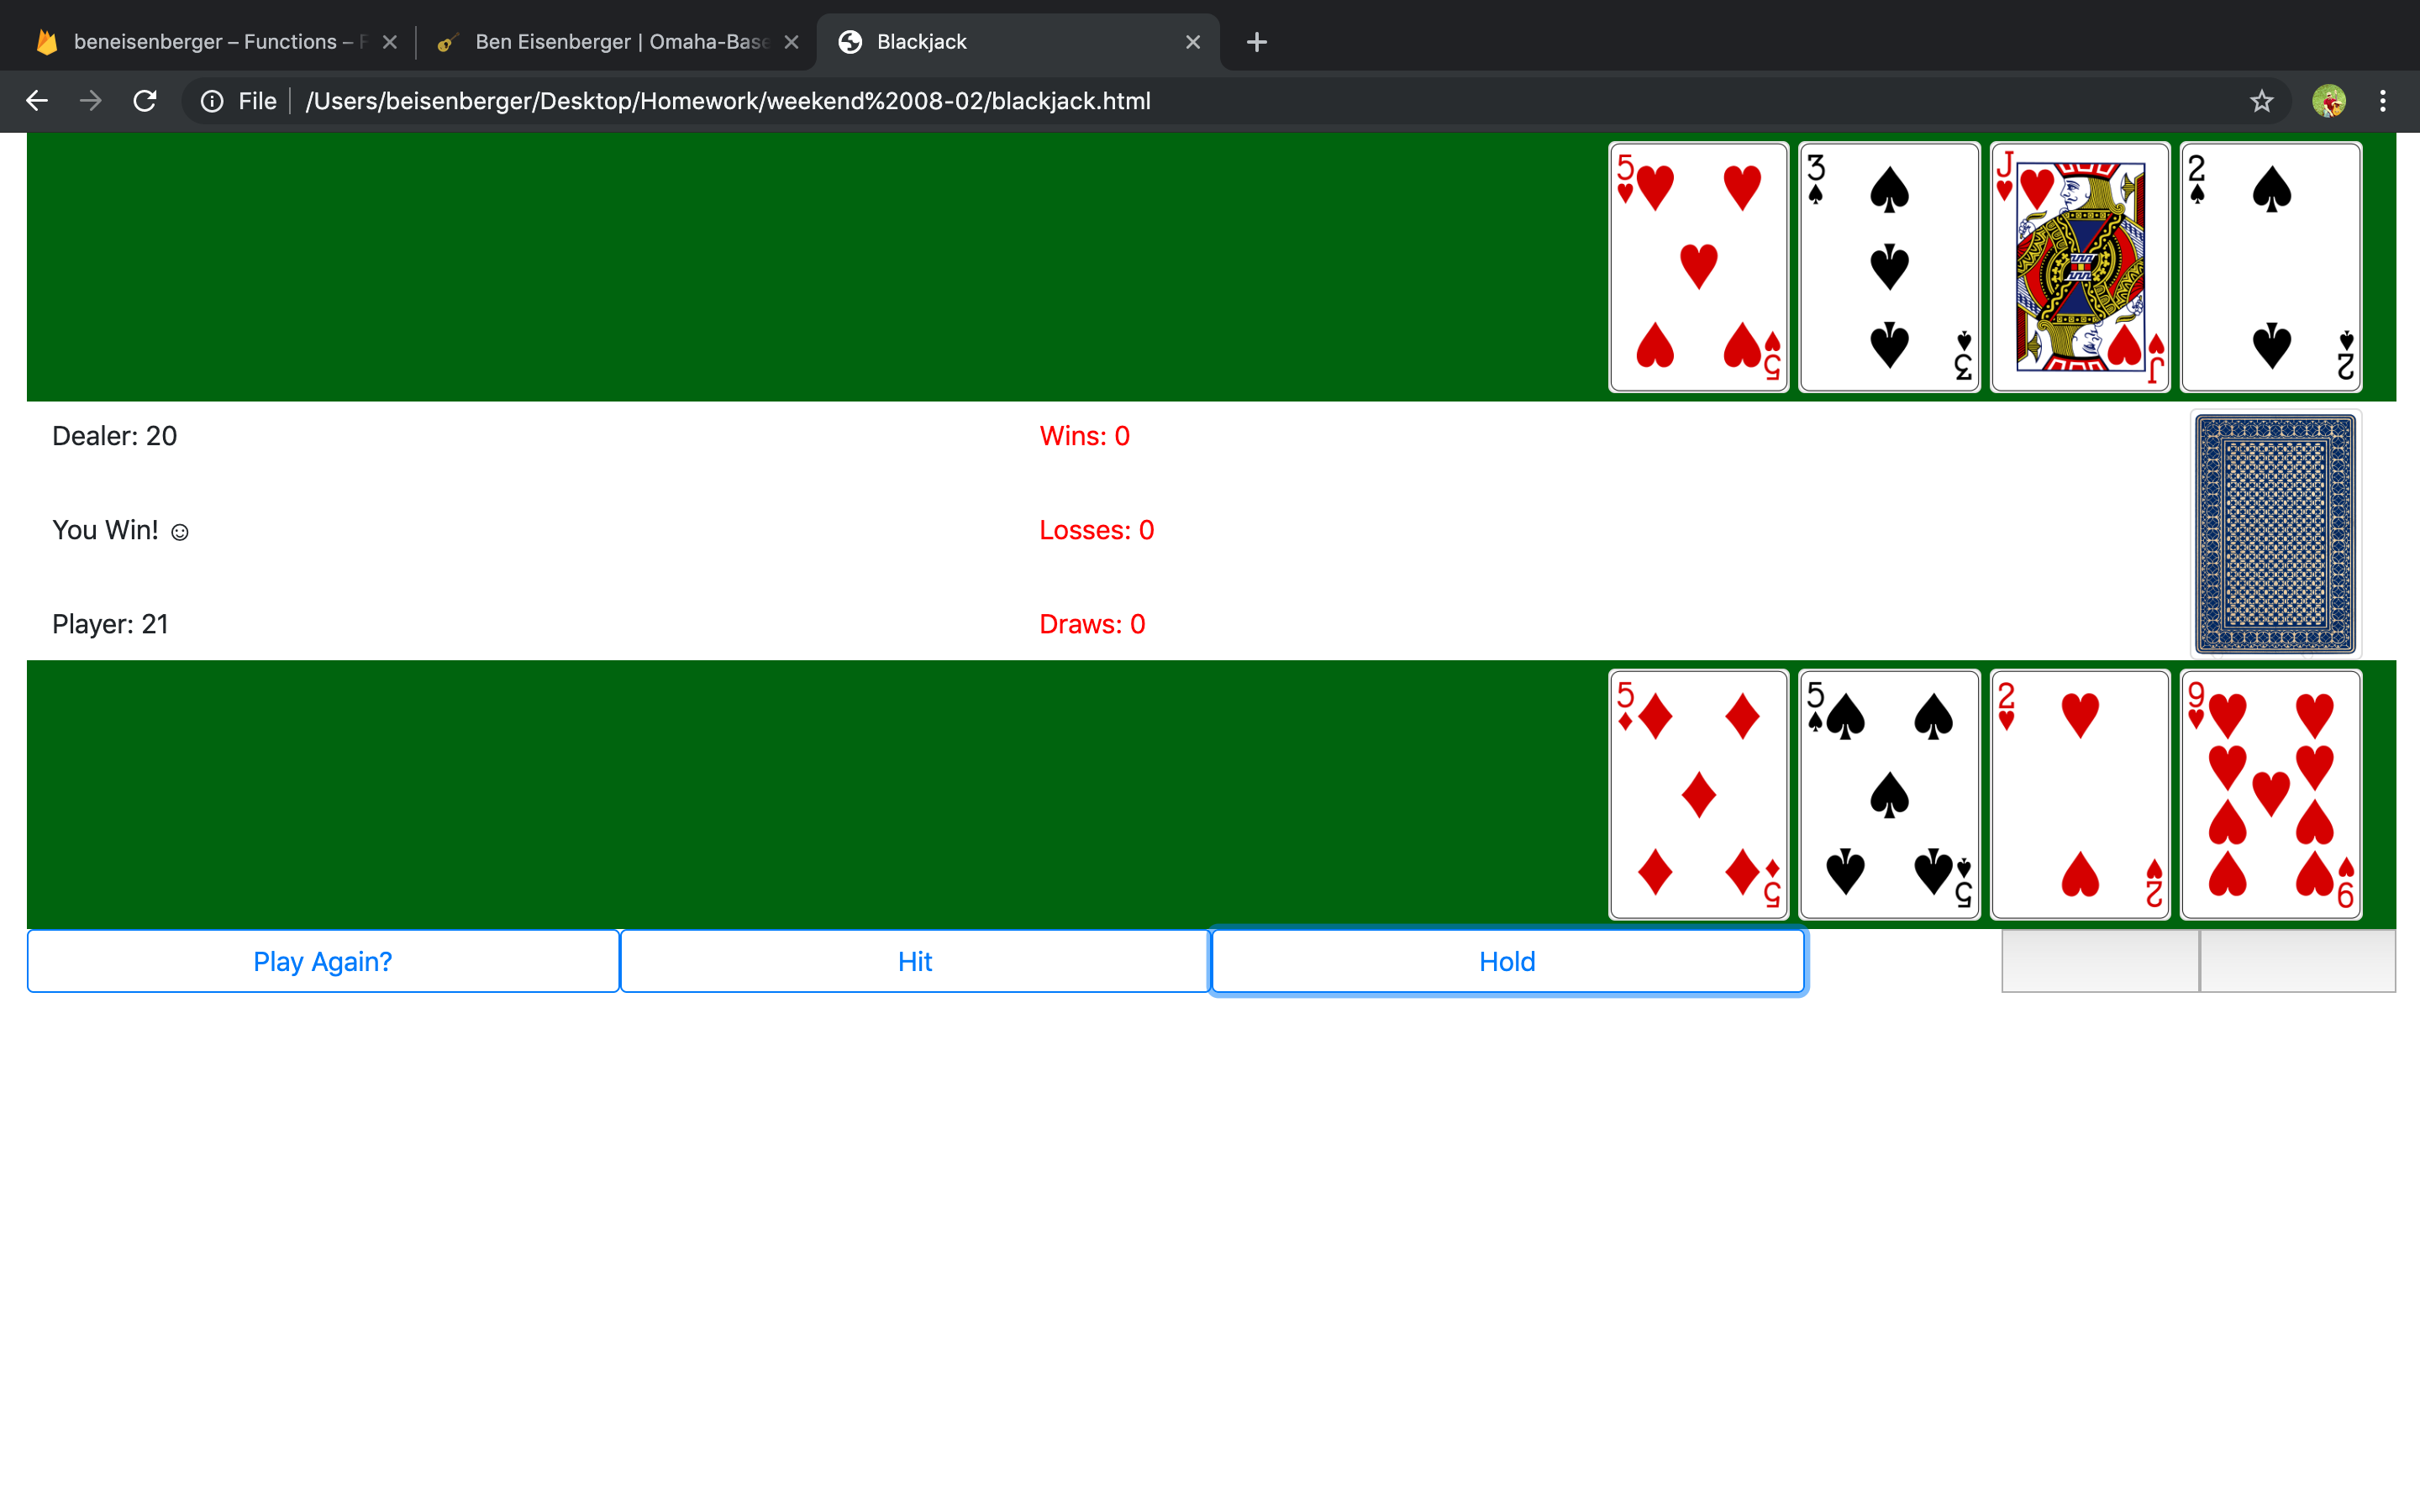 beneisenberger – Functions –
Ben Eisenberger | Omaha-Base
Blackjack
File /Users/beisenberger/Desktop/Homework/weekend%2008-02/blackjack.html
5 3 J 2
5 3 J 2
Dealer: 20
Wins: 0
You Win! ☺
Losses: 0
Player: 21
Draws: 0
5 5 2 9
5 5 2 9
Play Again? Hit Hold